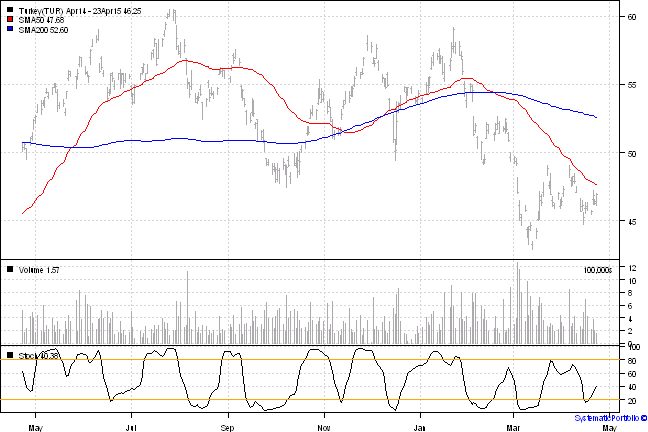 Turkey(TUR) Apr14 - 23Apr15 46.25
SMA50 47.68
SMA200 52.60
60
55
50
45
Volume 1.57
100,000s
12
10
8
6
4
2
0
Stoch 40.38
100
80
60
40
20
May Jul Sep Nov Jan Mar May
SystematicPortfolio ©